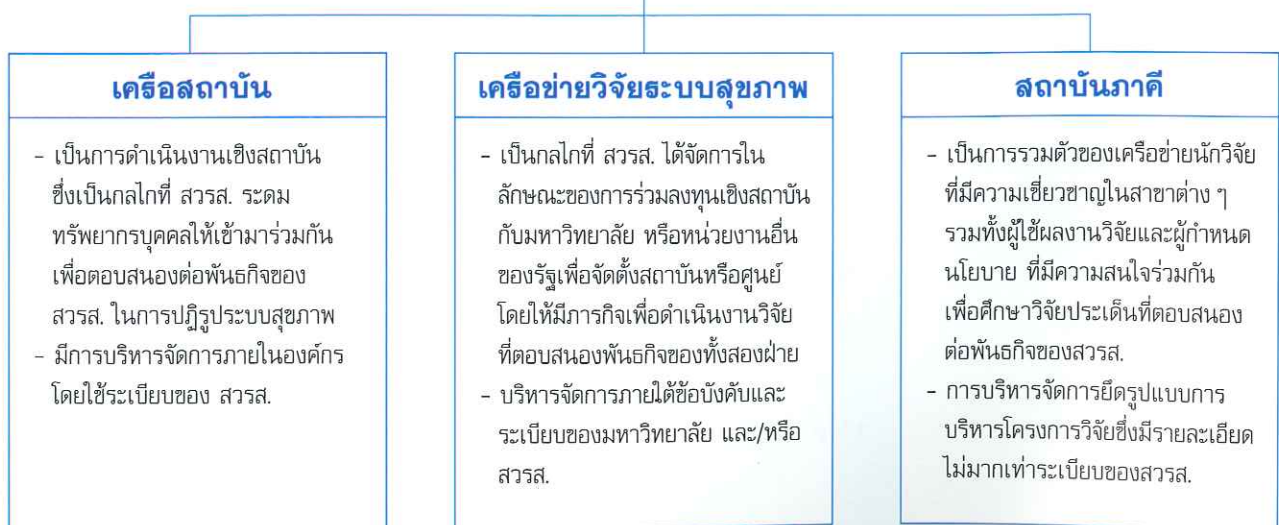 เครือสถาบัน
- เป็นการดำเนินงานเชิงสถาบัน
ซึ่งเป็นกลไกที่ สวรส. ระดม
ทรัพยากรบุคคลให้เข้ามาร่วมกัน
เพื่อตอบสนองต่อพันธกิจของ
สวรส. ในการปฏิรูประบบสุขภาพ
- มีการบริหารจัดการภายในองค์กร
โดยใช้ระเบียบของ สวรส.
เครือข่ายวิจัยระบบสุขภาพ
- เป็นกลไกที่ สวรส. ได้จัดการใน
ลักษณะของการร่วมลงทุนเชิงสถาบัน
กับมหาวิทยาลัย หรือหน่วยงานอื่น
ของรัฐเพื่อจัดตั้งสถาบันหรือศูนย์
โดยให้มีภารกิจเพื่อดำเนินงานวิจัย
ที่ตอบสนองพันธกิจของทั้งสองฝ่าย
- บริหารจัดการภายใต้ข้อบังคับและ
ระเบียบของมหาวิทยาลัย และ/หรือ
สวรส.
สถาบันภาคี
- เป็นการรวมตัวของเครือข่ายนักวิจัย
ที่มีความเชี่ยวชาญในสาขาต่าง ๆ
รวมทั้งผู้ใช้ผลงานวิจัยและผู้กำหนด
นโยบาย ที่มีความสนใจร่วมกัน
เพื่อศึกษาวิจัยประเด็นที่ตอบสนอง
ต่อพันธกิจของสวรส.
- การบริหารจัดการยึดรูปแบบการ
บริหารโครงการวิจัยซึ่งมีรายละเอียด
ไม่มากเท่าระเบียบของสวรส.